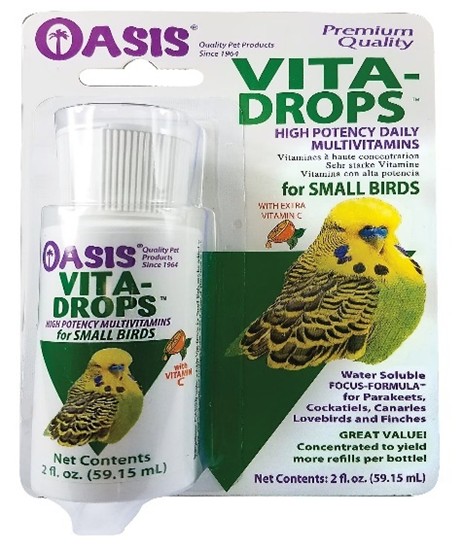 OASIS®
Quality Pet Products
Since 1964
Premium
Quality
VITA-
DROPS™
HIGH POTENCY DAILY
MULTIVITAMINS
Vitamines à haute concentration
Sehr starke Vitamine
Vitamins con alta potencia
for SMALL BIRDS
WITH EXTRA
VITAMIN C
Water Soluble
FOCUS-FORMULA™
for Parakeets,
Cockatiels, Canaries
Lovebirds and Finches
GREAT VALUE!
Concentrated to yield
more refills per bottle!
Net Contents: 2 fl. oz. (59.15 mL)
OASIS®
Quality Pet
Products
Since 1964
VITA-
DROPS™
HIGH POTENCY MULTIVITAMINS
for SMALL BIRDS
with
VITAMIN
C
Net Contents
2 fl. oz. (59.15 mL)